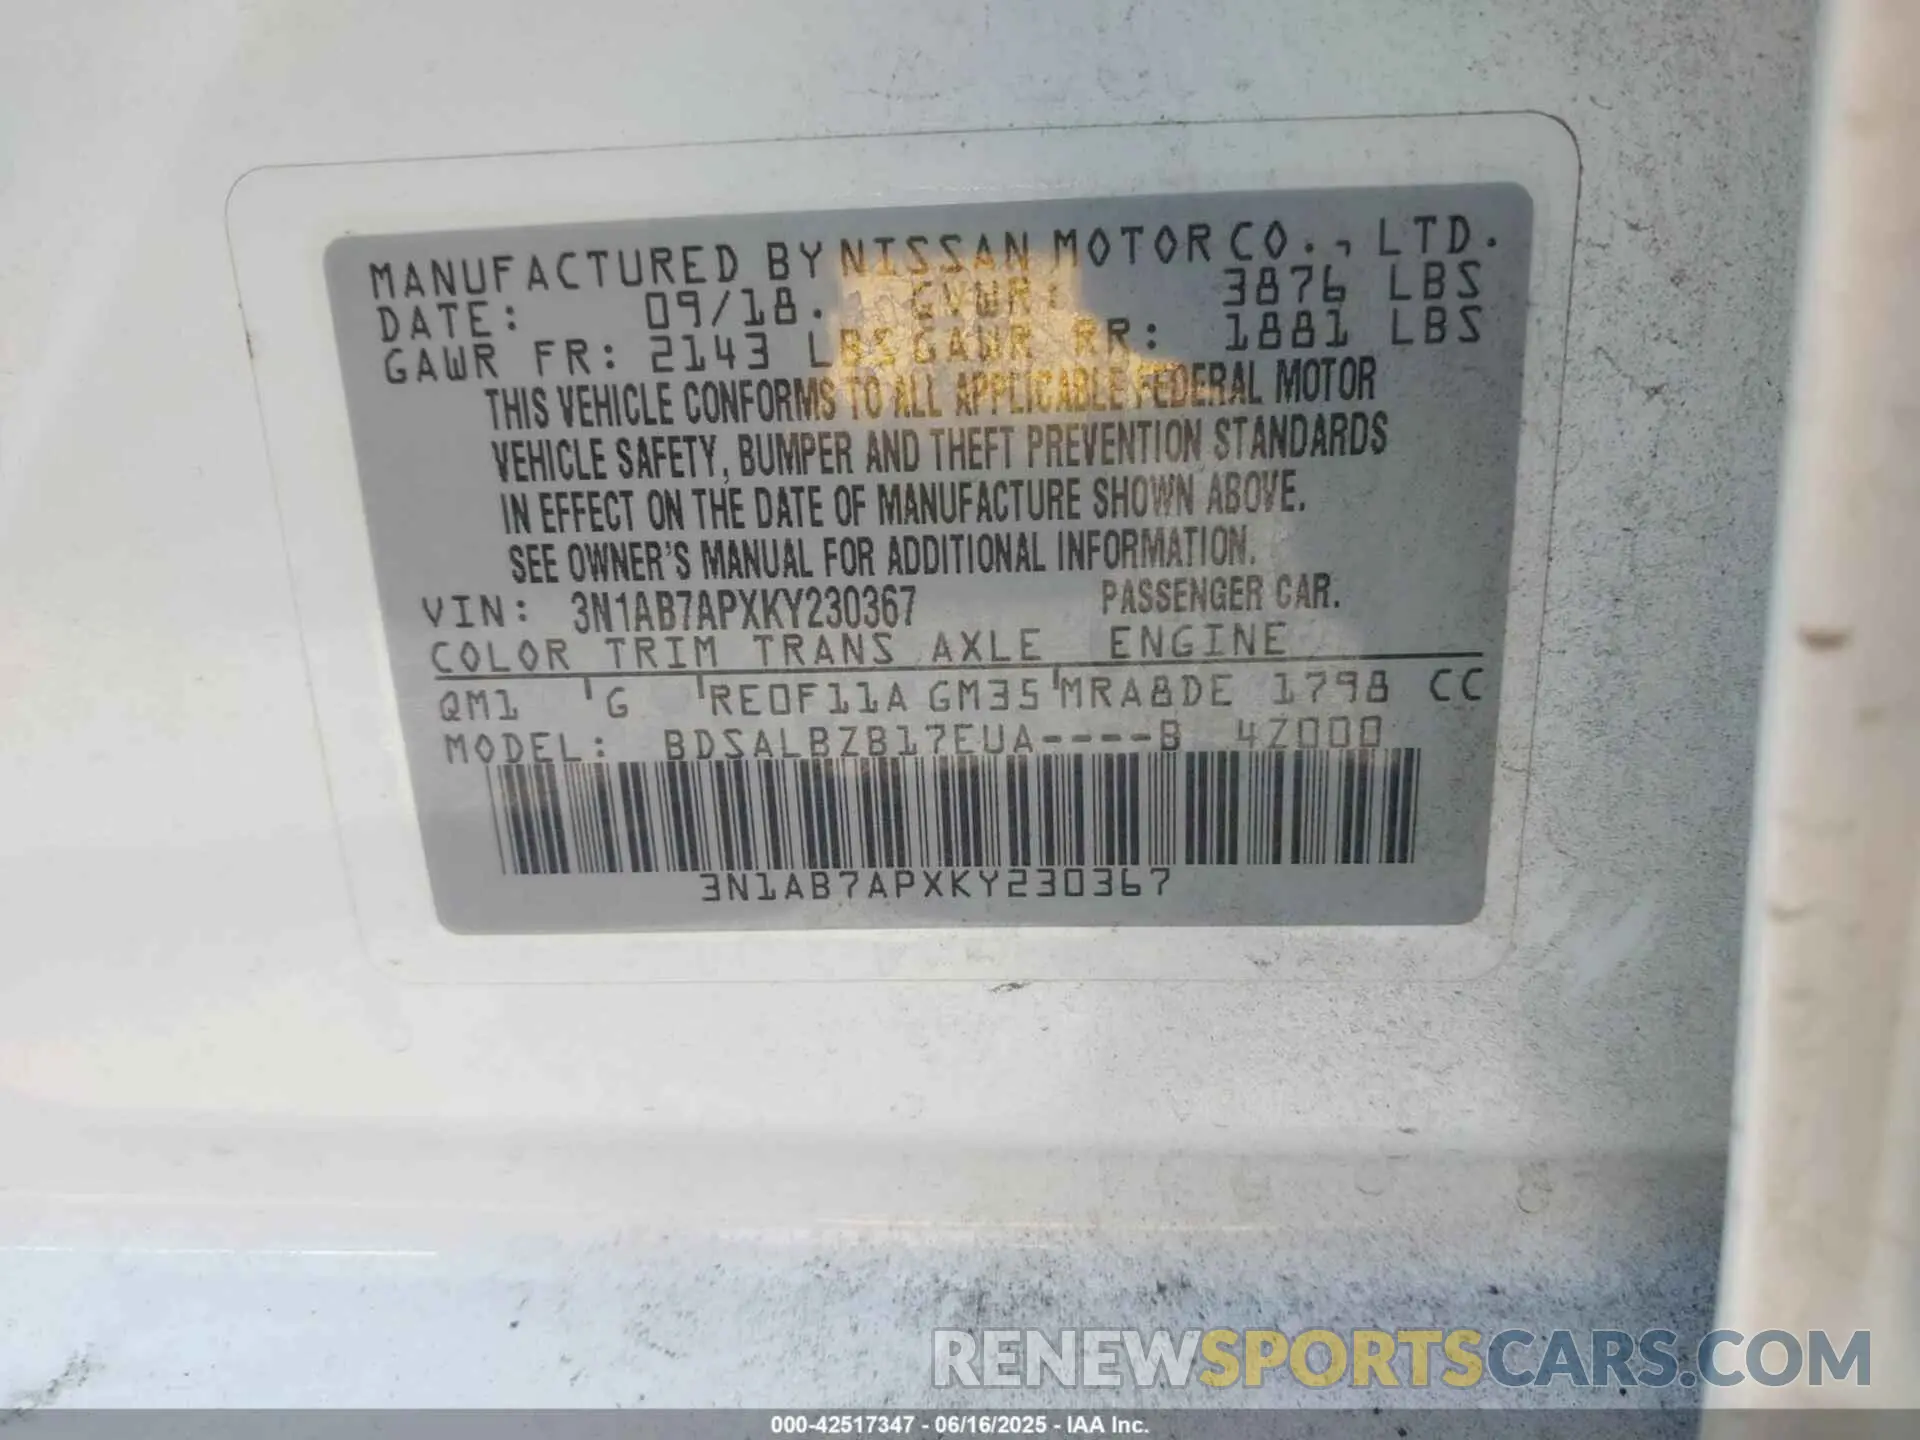 MANUFACTURED BY NISSAN MOTOR CO., LTD.
DATE: 09/18. GVWR: 3876 LBS
GAWR FR: 2143 LBS GAWR RR: 1881 LBS
THIS VEHICLE CONFORMS TO ALL APPLICABLE FEDERAL MOTOR
VEHICLE SAFETY, BUMPER AND THEFT PREVENTION STANDARDS
IN EFFECT ON THE DATE OF MANUFACTURE SHOWN ABOVE.
SEE OWNER'S MANUAL FOR ADDITIONAL INFORMATION.
VIN: 3N1AB7APXKY230367 PASSENGER CAR.
COLOR TRIM TRANS AXLE ENGINE
QM1 G RE0F11A GM35 MRA8DE 1798 CC
MODEL: BDSALBZB17EUA----B 4Z000
3N1AB7APXKY230367
RENEWSPORTSCARS.COM
000-42517347 - 06/16/2025 - IAA Inc.